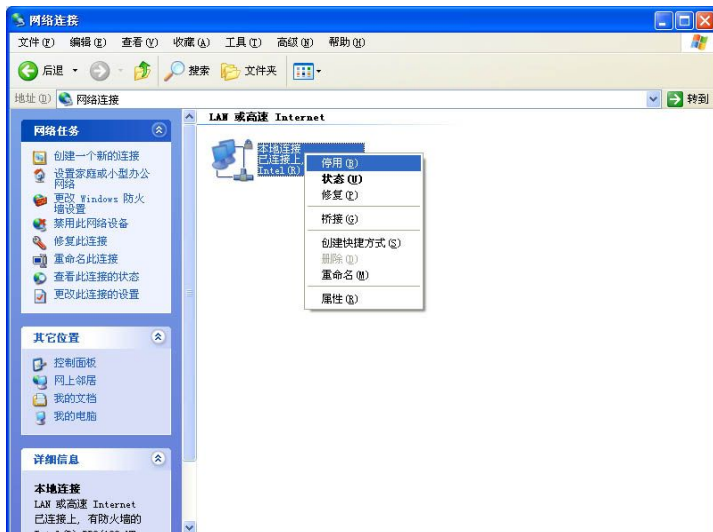 网络连接
文件(F) 编辑(E) 查看(V) 收藏(A) 工具(T) 高级(N) 帮助(H)
后退 搜索 文件夹
地址(D) 网络连接 转到
网络任务
创建一个新的连接
设置家庭或小型办公
网络
更改 Windows 防火
墙设置
禁用此网络设备
修复此连接
重命名此连接
查看此连接的状态
更改此连接的设置
其它位置
控制面板
网上邻居
我的文档
我的电脑
详细信息
本地连接
LAN 或高速 Internet
已连接上, 有防火墙的
LAN 或高速 Internet
本地连接
已连接上,
Intel(R)
停用(B)
状态(U)
修复(P)
桥接(G)
创建快捷方式(S)
删除(D)
重命名(M)
属性(R)